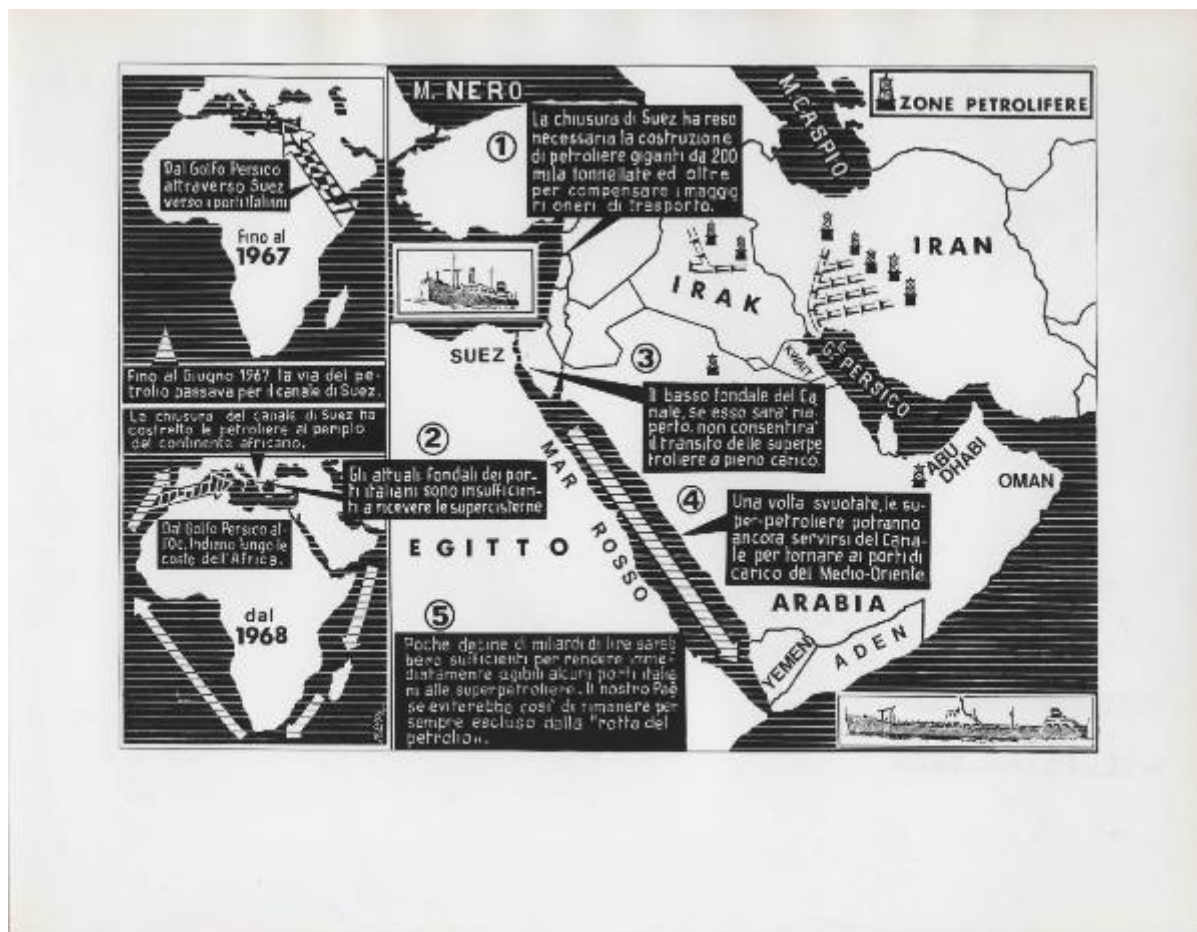 Dal Golfo Persico
attraverso Suez
verso i porti italiani
fino al
1967
Fino al Giugno 1967 la via del pe-
trolio passava per il canale di Suez.
La chiusura del canale di Suez ha
costretto le petroliere al periplo
del continente africano.
Dal Golfo Persico al-
l'Oc. Indiano lungo le
coste dell'Africa.
dal
1968
M. NERO
M. CASPIO
ZONE PETROLIFERE
1
La chiusura di Suez ha reso
necessaria la costruzione
di petroliere giganti da 200
mila tonnellate ed oltre
per compensare i maggio
ri oneri di trasporto.
IRAN
IRAK
SUEZ
3
KWAIT
G. PERSICO
Il basso fondale del Ca
nale, se esso sara' ria-
perto, non consentira'
il transito delle superpe
troliere a pieno carico.
2
Gli attuali fondali dei por-
ti italiani sono insufficien-
ti a ricevere le supercisterne
MAR ROSSO
ABU DHABI
OMAN
4
Una volta svuotate, le su-
per-petroliere potranno
ancora servirsi del Cana-
le per tornare ai porti di
carico del Medio-Oriente
EGITTO
ARABIA
YEMEN
ADEN
5
Poche decine di miliardi di lire sareb
bero sufficienti per rendere imme-
diatamente agibili alcuni porti italia
ni alle superpetroliere. Il nostro Pae
se eviterebbe cosi' di rimanere per
sempre escluso dalla "rotta del
petrolio".